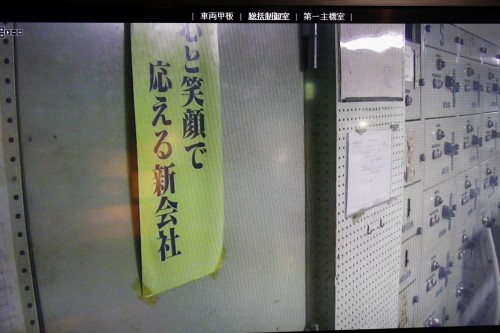 | 車両甲板 | 総括制御室 | 第一主機室 |
心と笑顔で
応える新会社